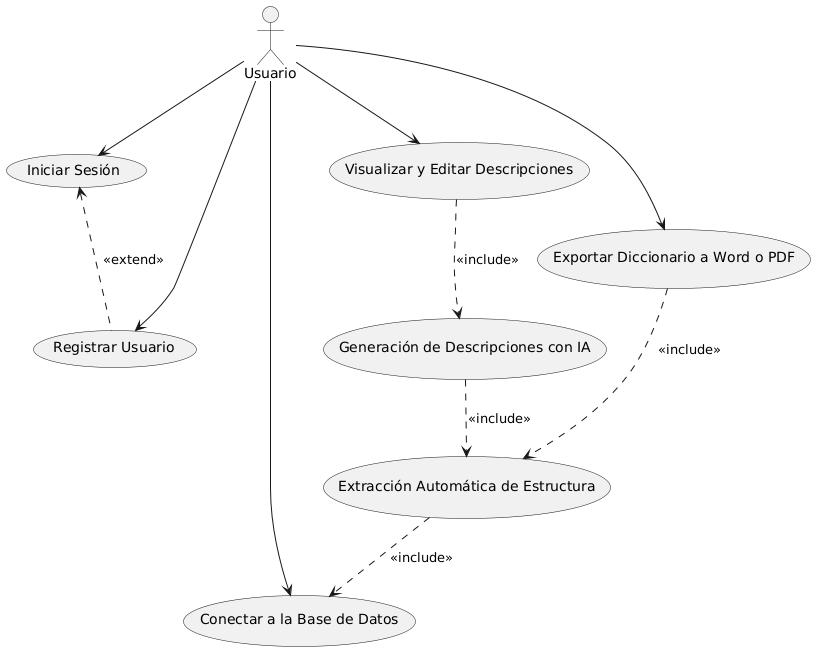 Usuario
Iniciar Sesión
Visualizar y Editar Descripciones
Exportar Diccionario a Word o PDF
«extend»
«include»
Registrar Usuario
Generación de Descripciones con IA
«include»
«include»
Extracción Automática de Estructura
«include»
Conectar a la Base de Datos